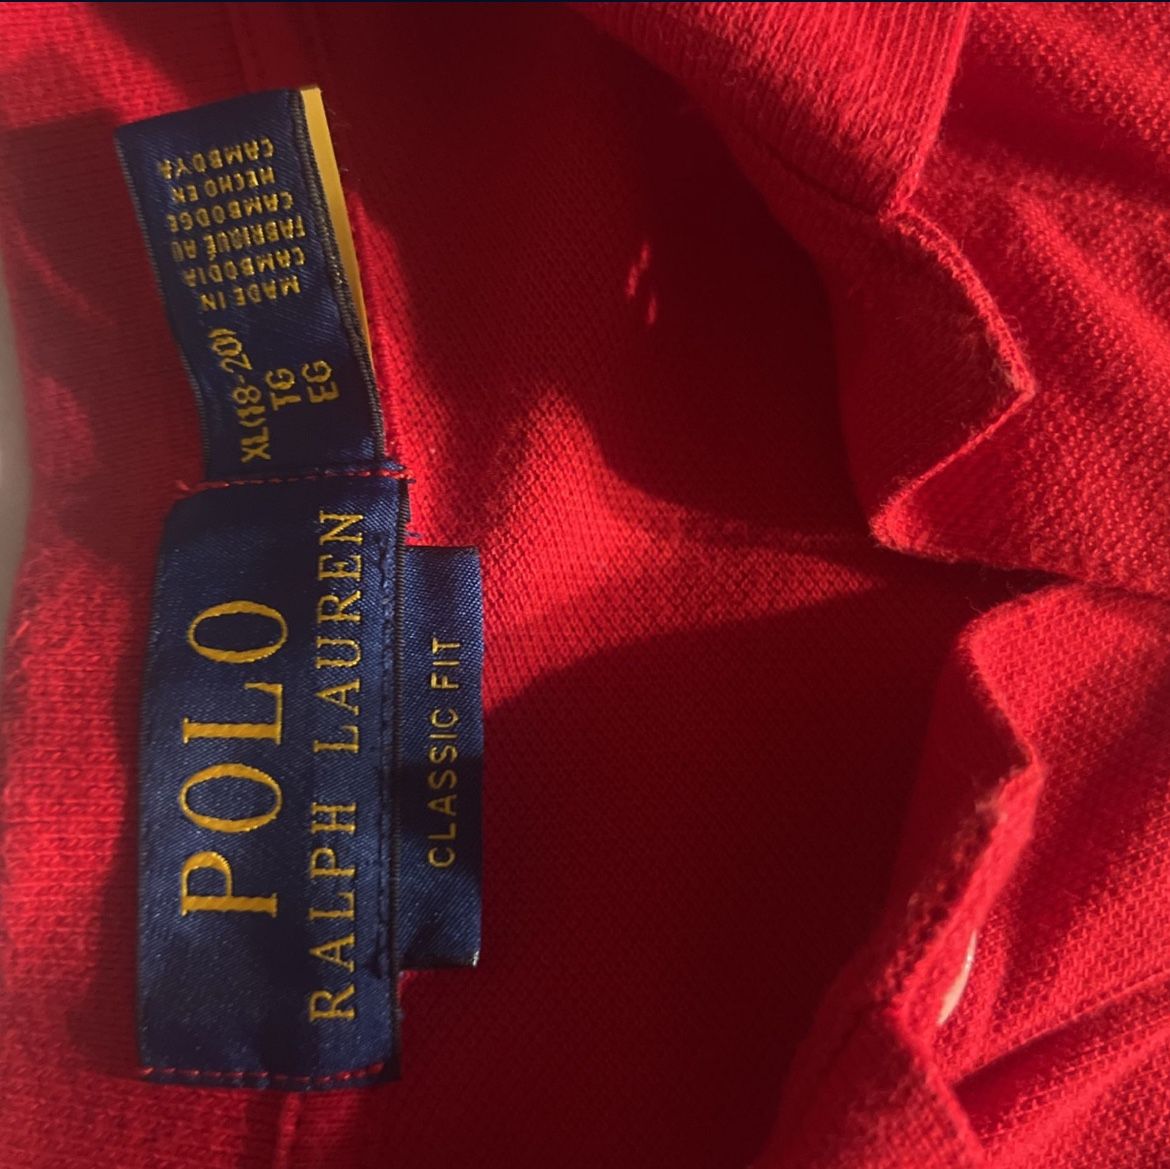 POLO
RALPH LAUREN
CLASSIC FIT
XL(18-20)
TG
EG
MADE IN
CAMBODIA
FABRIQUÉ AU
CAMBODGE
HECHO EN
CAMBOYA